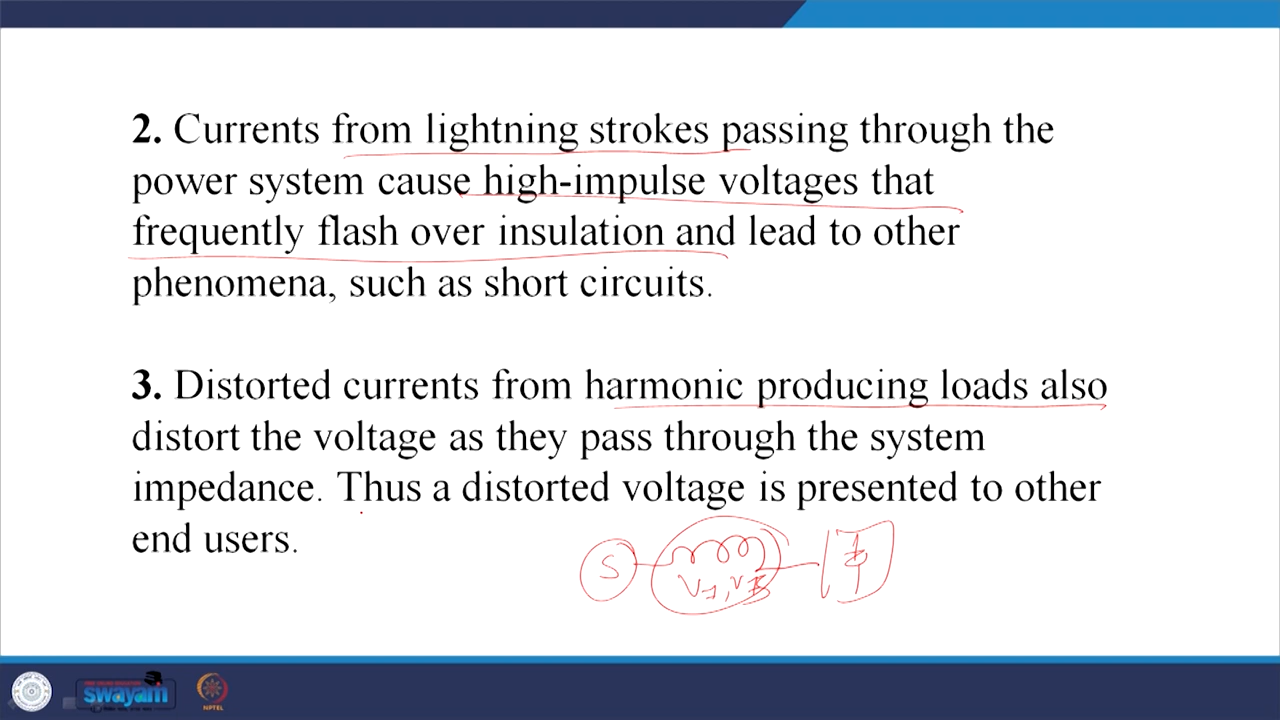 2. Currents from lightning strokes passing through the
power system cause high-impulse voltages that
frequently flash over insulation and lead to other
phenomena, such as short circuits.
3. Distorted currents from harmonic producing loads also
distort the voltage as they pass through the system
impedance. Thus a distorted voltage is presented to other
end users.
S
swayam
NPTEL